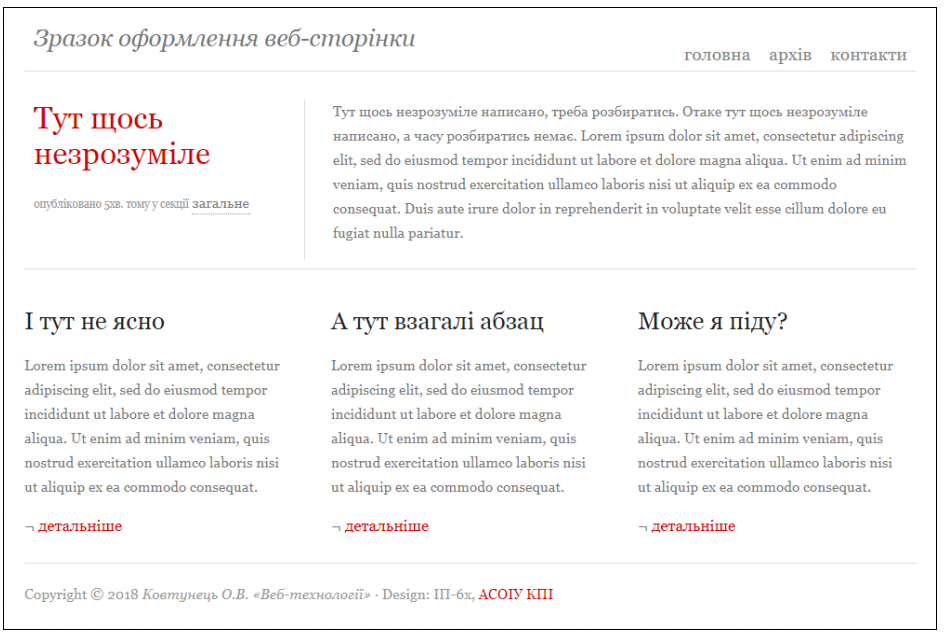 Зразок оформлення веб-сторінки
головна архів контакти
Тут щось
незрозуміле
опубліковано 5хв. тому у секції загальне
Тут щось незрозуміле написано, треба розбиратись. Отаке тут щось незрозуміле
написано, а часу розбиратись немає. Lorem ipsum dolor sit amet, consectetur adipiscing
elit, sed do eiusmod tempor incididunt ut labore et dolore magna aliqua. Ut enim ad minim
veniam, quis nostrud exercitation ullamco laboris nisi ut aliquip ex ea commodo
consequat. Duis aute irure dolor in reprehenderit in voluptate velit esse cillum dolore eu
fugiat nulla pariatur.
І тут не ясно
Lorem ipsum dolor sit amet, consectetur
adipiscing elit, sed do eiusmod tempor
incididunt ut labore et dolore magna
aliqua. Ut enim ad minim veniam, quis
nostrud exercitation ullamco laboris nisi
ut aliquip ex ea commodo consequat.
¬ детальніше
А тут взагалі абзац
Lorem ipsum dolor sit amet, consectetur
adipiscing elit, sed do eiusmod tempor
incididunt ut labore et dolore magna
aliqua. Ut enim ad minim veniam, quis
nostrud exercitation ullamco laboris nisi
ut aliquip ex ea commodo consequat.
¬ детальніше
Може я піду?
Lorem ipsum dolor sit amet, consectetur
adipiscing elit, sed do eiusmod tempor
incididunt ut labore et dolore magna
aliqua. Ut enim ad minim veniam, quis
nostrud exercitation ullamco laboris nisi
ut aliquip ex ea commodo consequat.
¬ детальніше
Copyright © 2018 Ковтунець О.В. «Веб-технології» · Design: ІП-6х, АСОІУ КПІ